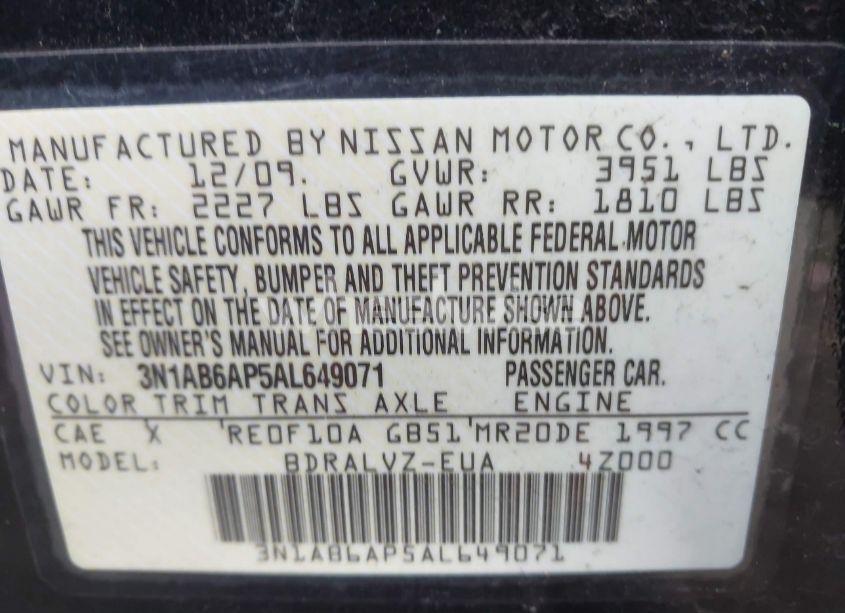 MANUFACTURED BY NISSAN MOTOR CO., LTD.
DATE: 12/09. GVWR: 3951 LBS
GAWR FR: 2227 LBS GAWR RR: 1810 LBS
THIS VEHICLE CONFORMS TO ALL APPLICABLE FEDERAL MOTOR
VEHICLE SAFETY, BUMPER AND THEFT PREVENTION STANDARDS
IN EFFECT ON THE DATE OF MANUFACTURE SHOWN ABOVE.
SEE OWNER'S MANUAL FOR ADDITIONAL INFORMATION.
VIN: 3N1AB6AP5AL649071 PASSENGER CAR.
COLOR TRIM TRANS AXLE ENGINE
CAE X RE0F10A GB51 MR20DE 1997 CC
MODEL: BDRALVZ-EUA 4Z000
3N1AB6AP5AL649071